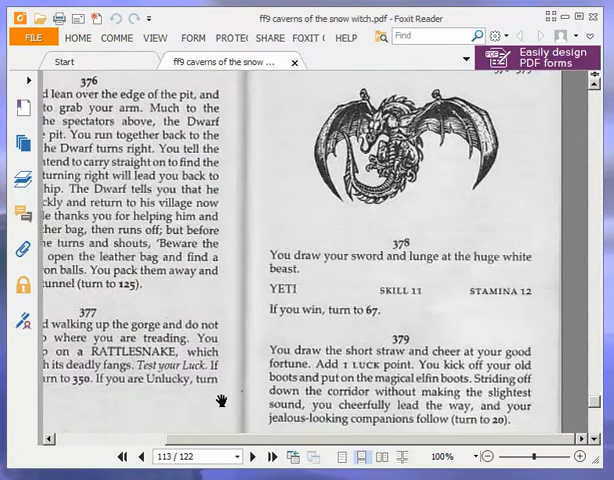 ff9 caverns of the snow witch.pdf - Foxit Reader
FILE HOME COMME VIEW FORM PROTE SHARE FOXIT C HELP
Find
Start
ff9 caverns of the snow ...
Easily design
PDF forms
376
d lean over the edge of the pit, and
to grab your arm. Much to the
he spectators above, the Dwarf
e pit. You run together back to the
he Dwarf turns right. You tell the
ntend to carry straight on to find the
turning right will lead you back to
hip. The Dwarf tells you that he
ckly and return to his village now
le thanks you for helping him and
ther bag, then runs off; but before
ne turns and shouts, 'Beware the
open the leather bag and find a
ron balls. You pack them away and
tunnel (turn to 125).
377
d walking up the gorge and do not
o where you are treading. You
p on a RATTLESNAKE, which
h its deadly fangs. Test your Luck. If
urn to 350. If you are Unlucky, turn
378
You draw your sword and lunge at the huge white
beast.
YETI SKILL 11 STAMINA 12
If you win, turn to 67.
379
You draw the short straw and cheer at your good
fortune. Add 1 LUCK point. You kick off your old
boots and put on the magical elfin boots. Striding off
down the corridor without making the slightest
sound, you cheerfully lead the way, and your
jealous-looking companions follow (turn to 20).
113 / 122
100%